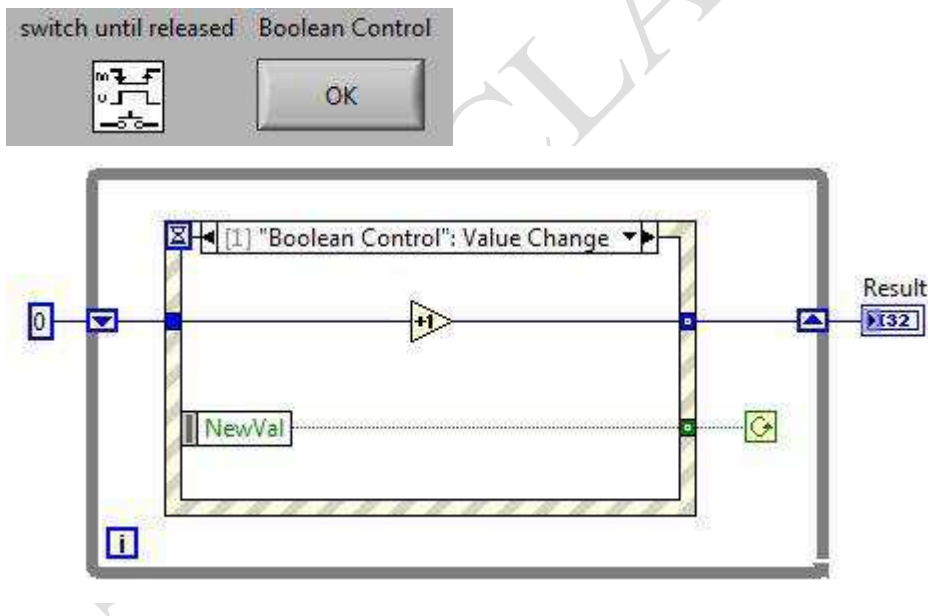 switch until released Boolean Control
OK
[1] "Boolean Control": Value Change
0
+1
Result
I32
NewVal
i